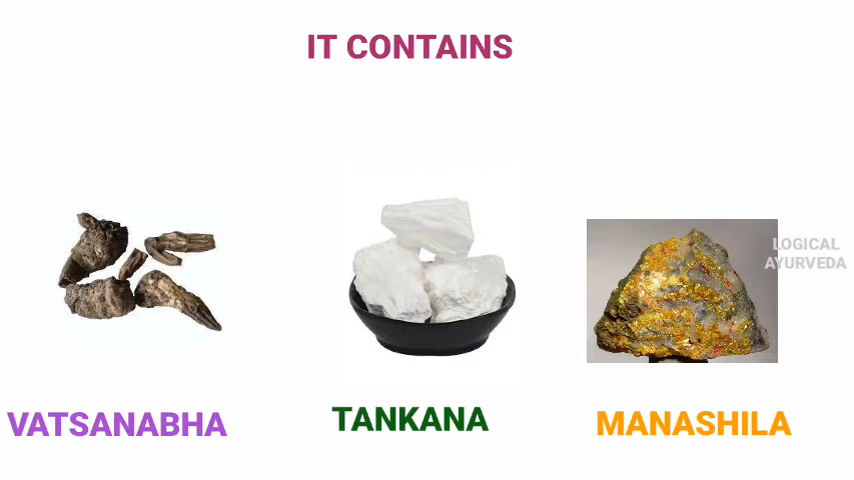 IT CONTAINS
LOGICAL
AYURVEDA
VATSANABHA
TANKANA
MANASHILA